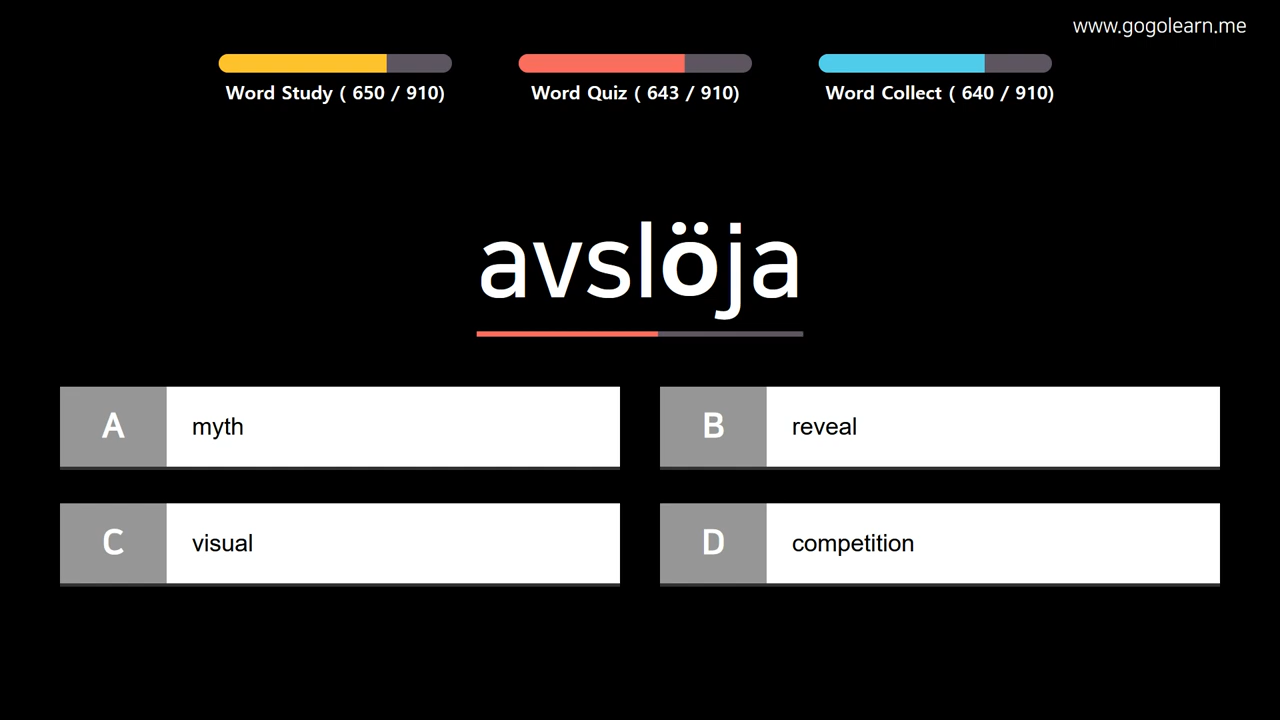 www.gogolearn.me
Word Study ( 650 / 910)
Word Quiz ( 643 / 910)
Word Collect ( 640 / 910)
avslöja
A myth
B reveal
C visual
D competition